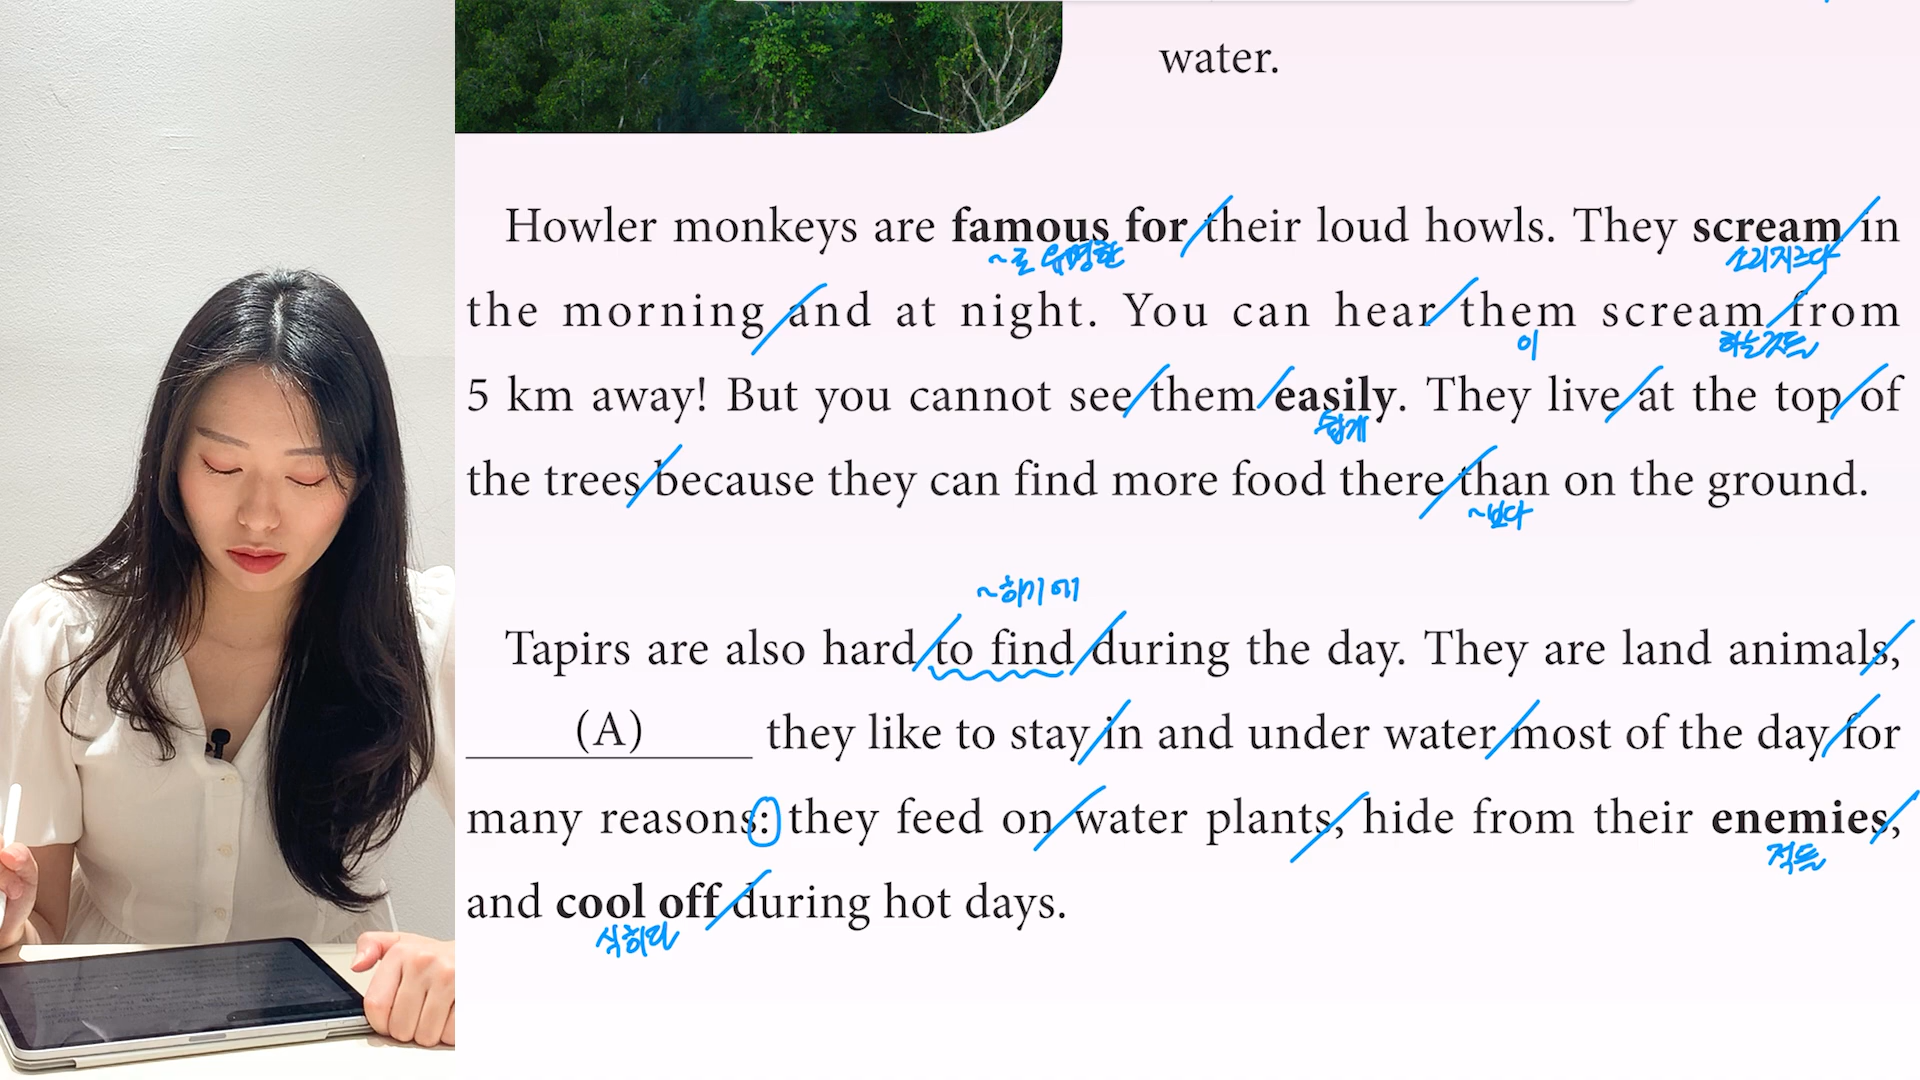 water.
Howler monkeys are famous for their loud howls. They scream in
~로 유명한 소리지르다
the morning and at night. You can hear them scream from
이 하는것을
5 km away! But you cannot see them easily. They live at the top of
쉽게
the trees because they can find more food there than on the ground.
~보다
~하기에
Tapirs are also hard to find during the day. They are land animals,
(A) they like to stay in and under water most of the day for
many reasons: they feed on water plants, hide from their enemies,
적들
and cool off during hot days.
식히다